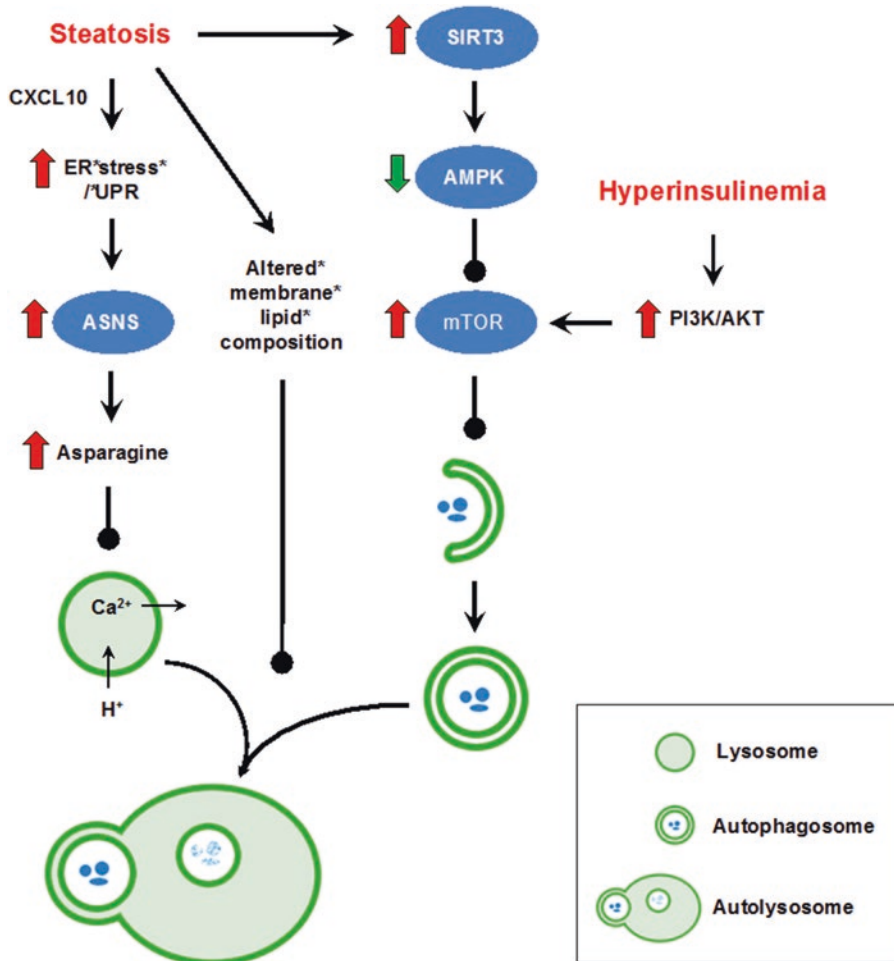 Steatosis
SIRT3
CXCL10
ER*stress*
/*UPR
AMPK
Hyperinsulinemia
Altered*
membrane*
lipid*
composition
ASNS
mTOR
PI3K/AKT
Asparagine
Ca²⁺
H⁺
Lysosome
Autophagosome
Autolysosome